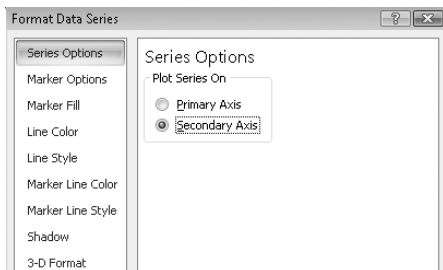 Format Data Series
Series Options
Marker Options
Marker Fill
Line Color
Line Style
Marker Line Color
Marker Line Style
Shadow
3-D Format
Series Options
Plot Series On
Primary Axis
Secondary Axis